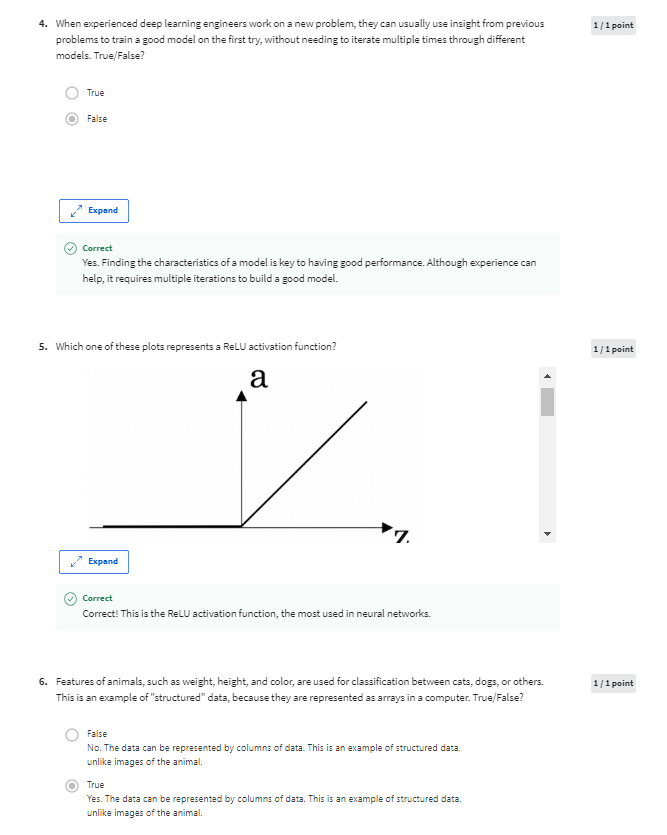 4. When experienced deep learning engineers work on a new problem, they can usually use insight from previous
1 / 1 point
problems to train a good model on the first try, without needing to iterate multiple times through different
models. True/False?
True
False
Expand
Correct
Yes. Finding the characteristics of a model is key to having good performance. Although experience can
help, it requires multiple iterations to build a good model.
5. Which one of these plots represents a ReLU activation function?
1 / 1 point
a
z
Expand
Correct
Correct! This is the ReLU activation function, the most used in neural networks.
6. Features of animals, such as weight, height, and color, are used for classification between cats, dogs, or others.
1 / 1 point
This is an example of "structured" data, because they are represented as arrays in a computer. True/False?
False
No. The data can be represented by columns of data. This is an example of structured data,
unlike images of the animal.
True
Yes. The data can be represented by columns of data. This is an example of structured data,
unlike images of the animal.